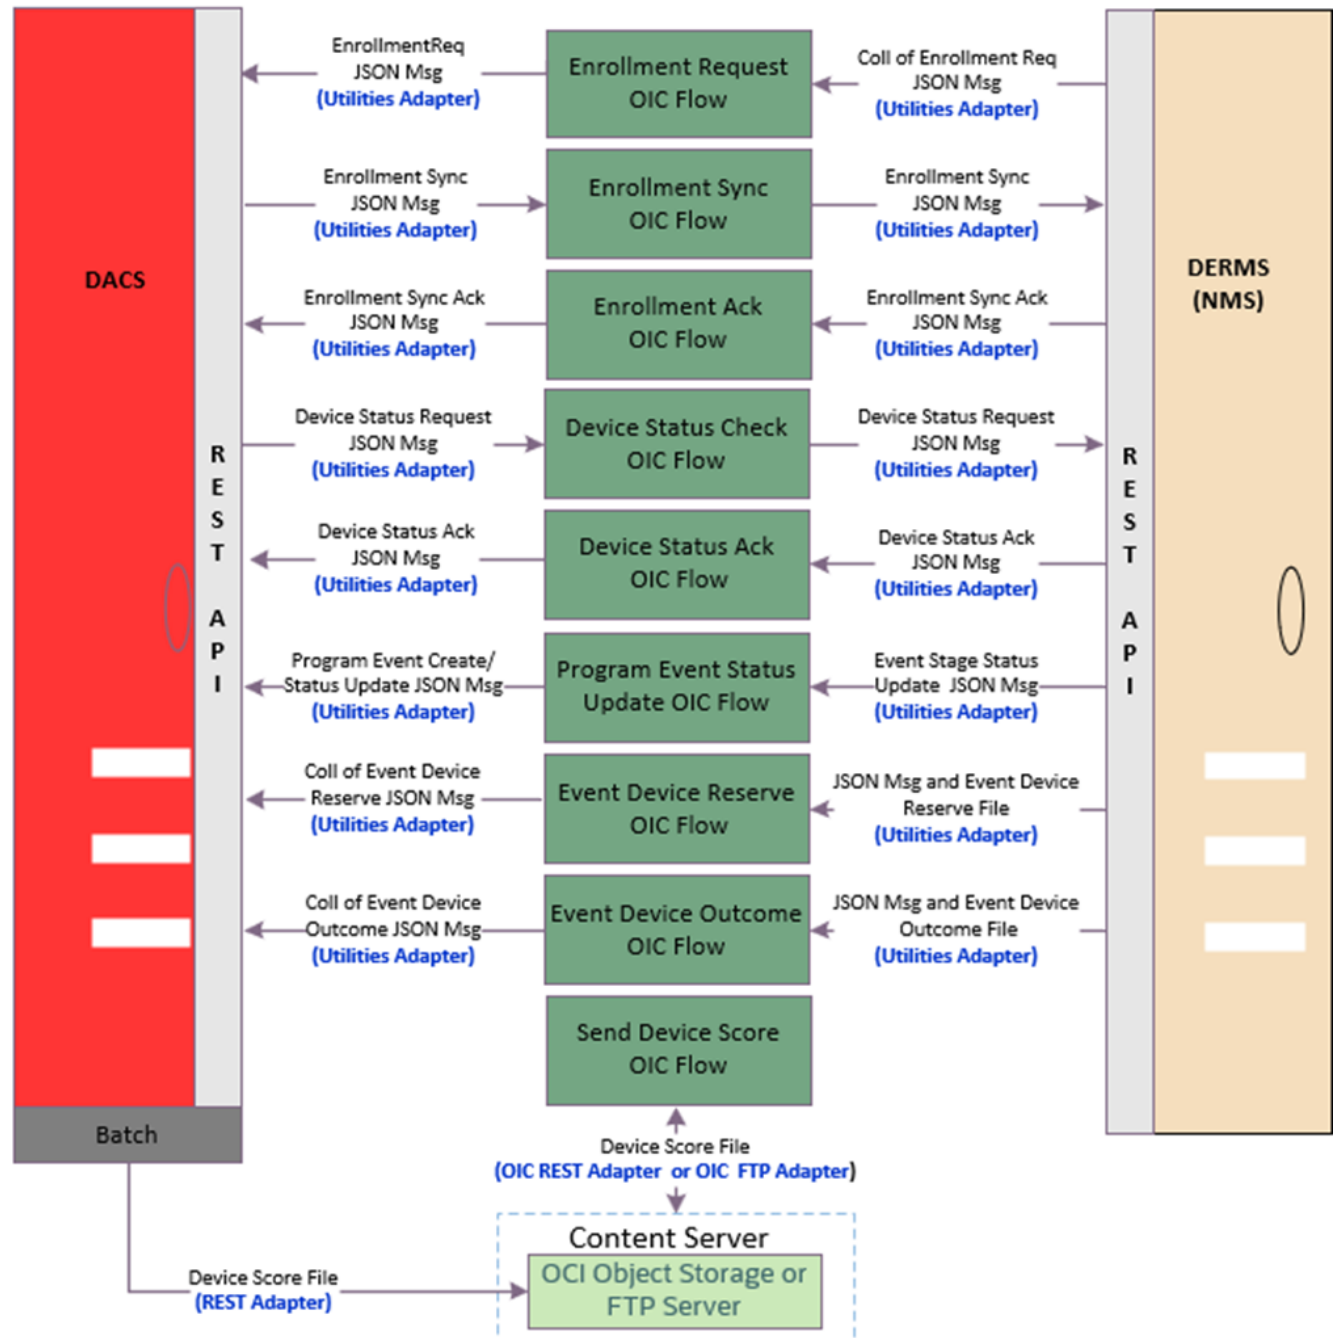 EnrollmentReq
JSON Msg
(Utilities Adapter)
Enrollment Request
OIC Flow
Coll of Enrollment Req
JSON Msg
(Utilities Adapter)
Enrollment Sync
JSON Msg
(Utilities Adapter)
Enrollment Sync
OIC Flow
Enrollment Sync
JSON Msg
(Utilities Adapter)
DACS
DERMS
(NMS)
Enrollment Sync Ack
JSON Msg
(Utilities Adapter)
Enrollment Ack
OIC Flow
Enrollment Sync Ack
JSON Msg
(Utilities Adapter)
Device Status Request
JSON Msg
(Utilities Adapter)
Device Status Check
OIC Flow
Device Status Request
JSON Msg
(Utilities Adapter)
R
E
S
T
A
P
I
R
E
S
T
A
P
I
Device Status Ack
JSON Msg
(Utilities Adapter)
Device Status Ack
OIC Flow
Device Status Ack
JSON Msg
(Utilities Adapter)
Program Event Create/
Status Update JSON Msg
(Utilities Adapter)
Program Event Status
Update OIC Flow
Event Stage Status
Update JSON Msg
(Utilities Adapter)
Coll of Event Device
Reserve JSON Msg
(Utilities Adapter)
Event Device Reserve
OIC Flow
JSON Msg and Event Device
Reserve File
(Utilities Adapter)
Coll of Event Device
Outcome JSON Msg
(Utilities Adapter)
Event Device Outcome
OIC Flow
JSON Msg and Event Device
Outcome File
(Utilities Adapter)
Send Device Score
OIC Flow
Batch
Device Score File
(OIC REST Adapter or OIC FTP Adapter)
Content Server
OCI Object Storage or
FTP Server
Device Score File
(REST Adapter)